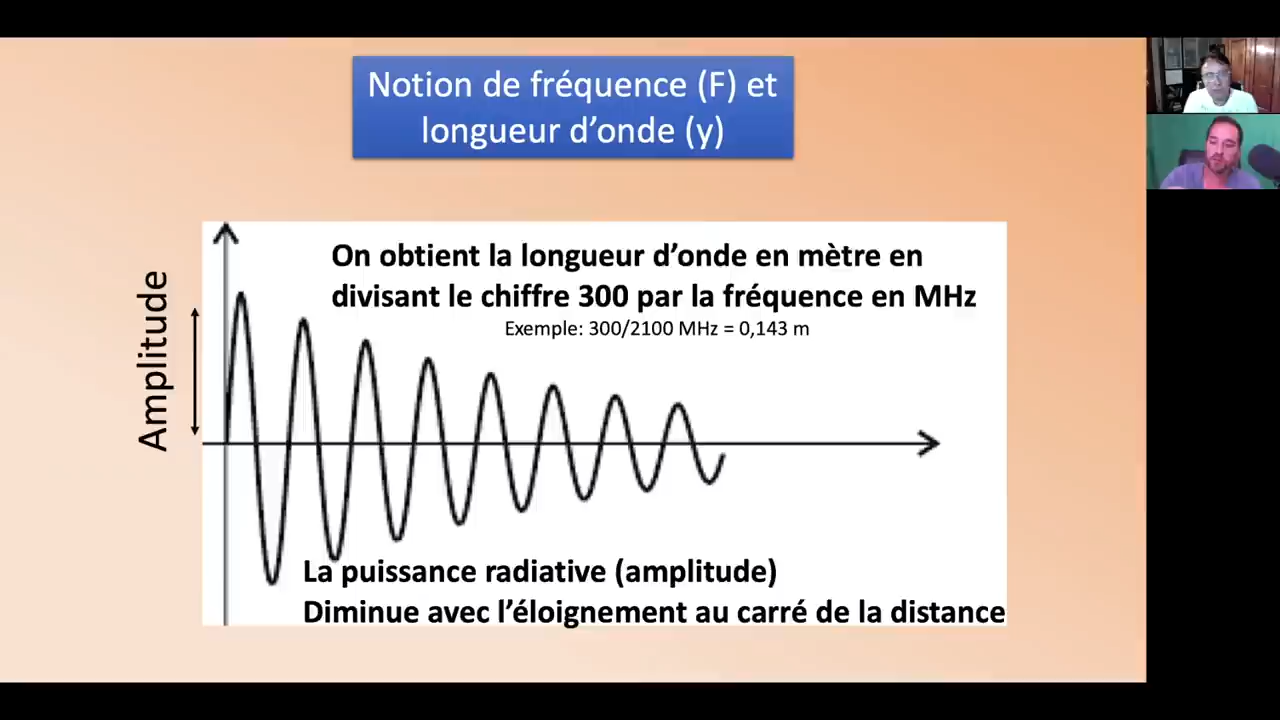 Notion de fréquence (F) et
longueur d’onde (y)
On obtient la longueur d’onde en mètre en
divisant le chiffre 300 par la fréquence en MHz
Exemple: 300/2100 MHz = 0,143 m
Amplitude
La puissance radiative (amplitude)
Diminue avec l’éloignement au carré de la distance